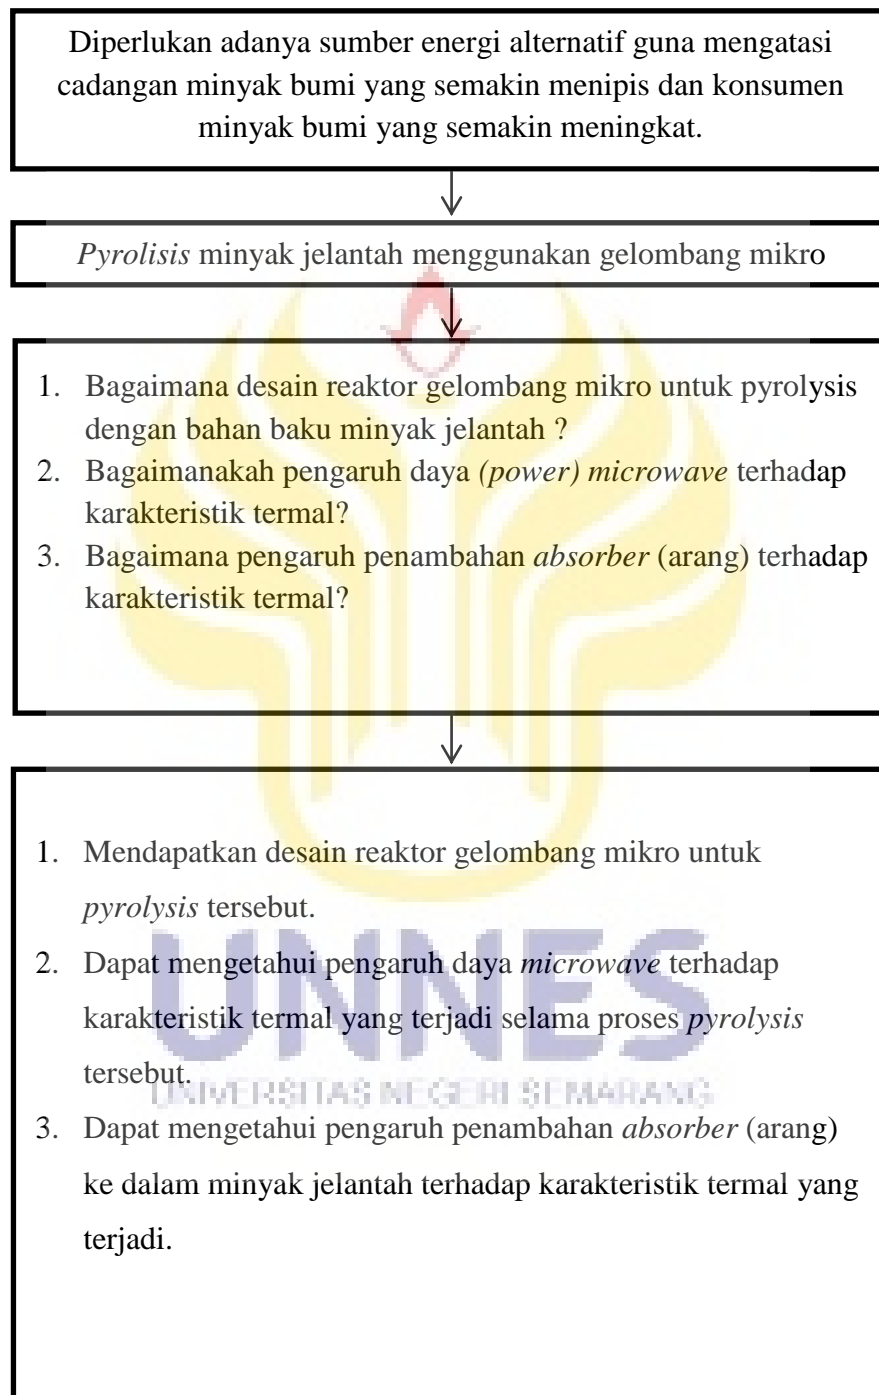 Diperlukan adanya sumber energi alternatif guna mengatasi
cadangan minyak bumi yang semakin menipis dan konsumen
minyak bumi yang semakin meningkat.
Pyrolisis minyak jelantah menggunakan gelombang mikro
1. Bagaimana desain reaktor gelombang mikro untuk pyrolysis
dengan bahan baku minyak jelantah ?
2. Bagaimanakah pengaruh daya (power) microwave terhadap
karakteristik termal?
3. Bagaimana pengaruh penambahan absorber (arang) terhadap
karakteristik termal?
1. Mendapatkan desain reaktor gelombang mikro untuk
pyrolysis tersebut.
2. Dapat mengetahui pengaruh daya microwave terhadap
karakteristik termal yang terjadi selama proses pyrolysis
tersebut.
3. Dapat mengetahui pengaruh penambahan absorber (arang)
ke dalam minyak jelantah terhadap karakteristik termal yang
terjadi.
UNNES
UNIVERSITAS NEGERI SEMARANG